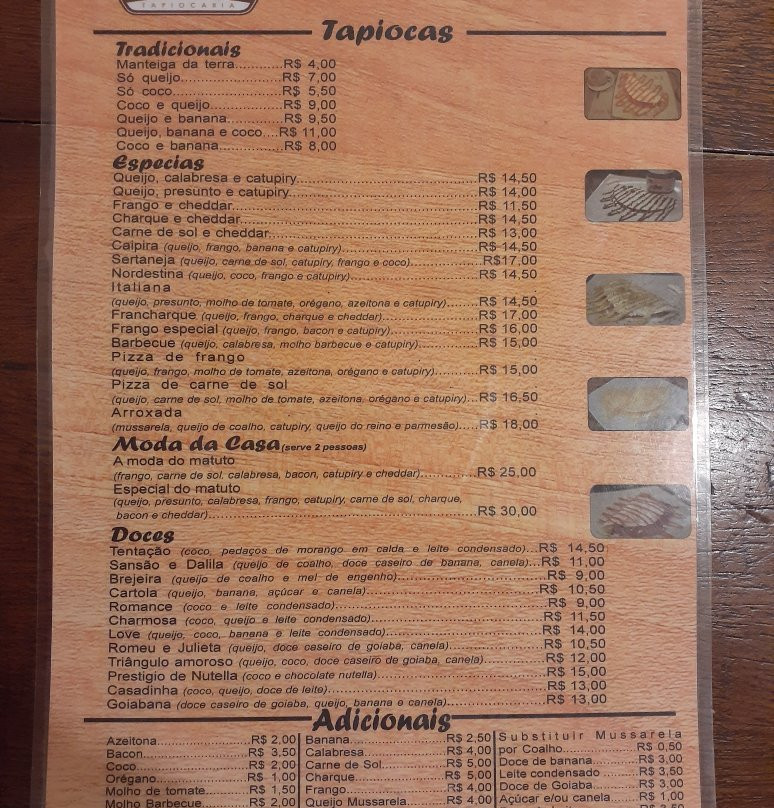 TAPIOCARIA
Tapiocas
Tradicionais
Manteiga da terra...........R$ 4,00
Só queijo.......................R$ 7,00
Só coco.........................R$ 5,50
Coco e queijo.................R$ 9,00
Queijo e banana.............R$ 9,50
Queijo, banana e coco....R$ 11,00
Coco e banana...............R$ 8,00
Especias
Queijo, calabresa e catupiry..............................R$ 14,50
Queijo, presunto e catupiry...............................R$ 14,00
Frango e cheddar..............................................R$ 11,50
Charque e cheddar............................................R$ 14,50
Carne de sol e cheddar.....................................R$ 13,00
Caipira (queijo, frango, banana e catupiry)..............................R$ 14,50
Sertaneja (queijo, carne de sol, catupiry, frango e coco)................R$17,00
Nordestina (queijo, coco, frango e catupiry)..............................R$ 14,50
Italiana
(queijo, presunto, molho de tomate, orégano, azeitona e catupiry)......R$ 14,50
Francharque (queijo, frango, charque e cheddar)......................R$ 17,00
Frango especial (queijo, frango, bacon e catupiry)....................R$ 16,00
Barbecue (queijo, calabresa, molho barbecue e catupiry)...........R$ 15,00
Pizza de frango
(queijo, frango, molho de tomate, azeitona, orégano e catupiry)..........R$ 15,00
Pizza de carne de sol
(queijo, carne de sol, molho de tomate, azeitona, orégano e catupiry)...R$ 16,50
Arroxada
(mussarela, queijo de coalho, catupiry, queijo do reino e parmesão)....R$ 18,00
Moda da Casa (serve 2 pessoas)
A moda do matuto
(frango, carne de sol, calabresa, bacon, catupiry e cheddar)..............R$ 25,00
Especial do matuto
(queijo, presunto, calabresa, frango, catupiry, carne de sol, charque,
bacon e cheddar)..............................................................R$ 30,00
Doces
Tentação (coco, pedaços de morango em calda e leite condensado)...R$ 14,50
Sansão e Dalila (queijo de coalho, doce caseiro de banana, canela)...R$ 11,00
Brejeira (queijo de coalho e mel de engenho)..............................R$ 9,00
Cartola (queijo, banana, açúcar e canela)....................................R$ 10,50
Romance (coco e leite condensado)............................................R$ 9,00
Charmosa (coco, queijo e leite condensado).................................R$ 11,50
Love (queijo, coco, banana e leite condensado).............................R$ 14,00
Romeu e Julieta (queijo, doce caseiro de goiaba, canela)................R$ 10,50
Triângulo amoroso (queijo, coco, doce caseiro de goiaba, canela).......R$ 12,00
Prestigio de Nutella (coco e chocolate nutella)..............................R$ 15,00
Casadinha (coco, queijo, doce de leite)........................................R$ 13,00
Goiabana (doce caseiro de goiaba, queijo, banana e canela)..............R$ 13,00
Adicionais
Azeitona.......................R$ 2,00
Bacon..........................R$ 3,50
Coco............................R$ 2,00
Orégano.......................R$ 1,00
Molho de tomate...........R$ 1,50
Molho Barbecue............R$ 2,00
Banana.........................R$ 2,50
Calabresa.....................R$ 4,00
Carne de Sol.................R$ 5,00
Charque........................R$ 5,00
Frango..........................R$ 4,00
Queijo Mussarela...........R$ 4,00
Substituir Mussarela
por Coalho....................R$ 0,50
Doce de banana............R$ 3,00
Leite condensado..........R$ 3,50
Doce de Goiaba.............R$ 3,00
Açúcar e/ou canela........R$ 1,00